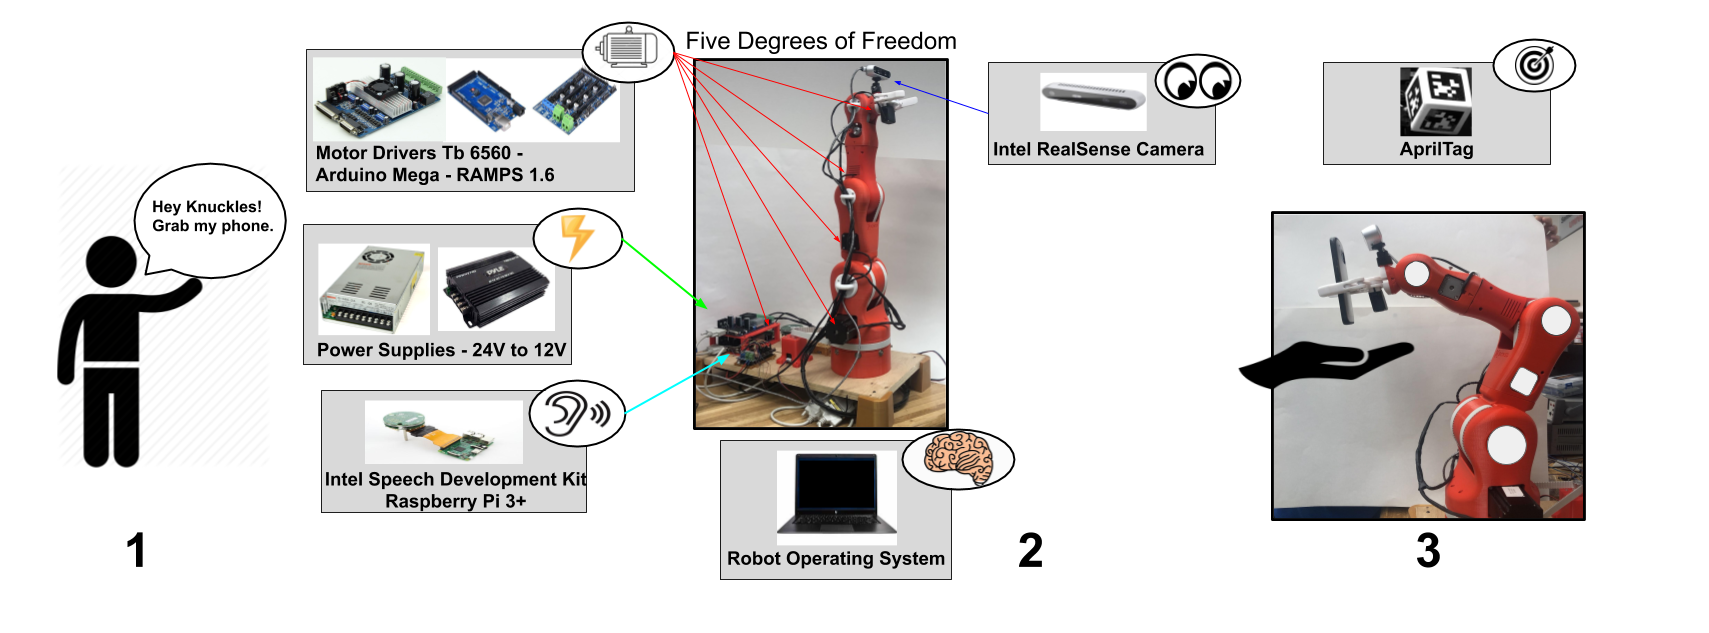 Five Degrees of Freedom
Motor Drivers Tb 6560 -
Arduino Mega - RAMPS 1.6
Intel RealSense Camera
AprilTag
Hey Knuckles!
Grab my phone.
PYLE
Power Supplies - 24V to 12V
Intel Speech Development Kit
Raspberry Pi 3+
Robot Operating System
1
2
3